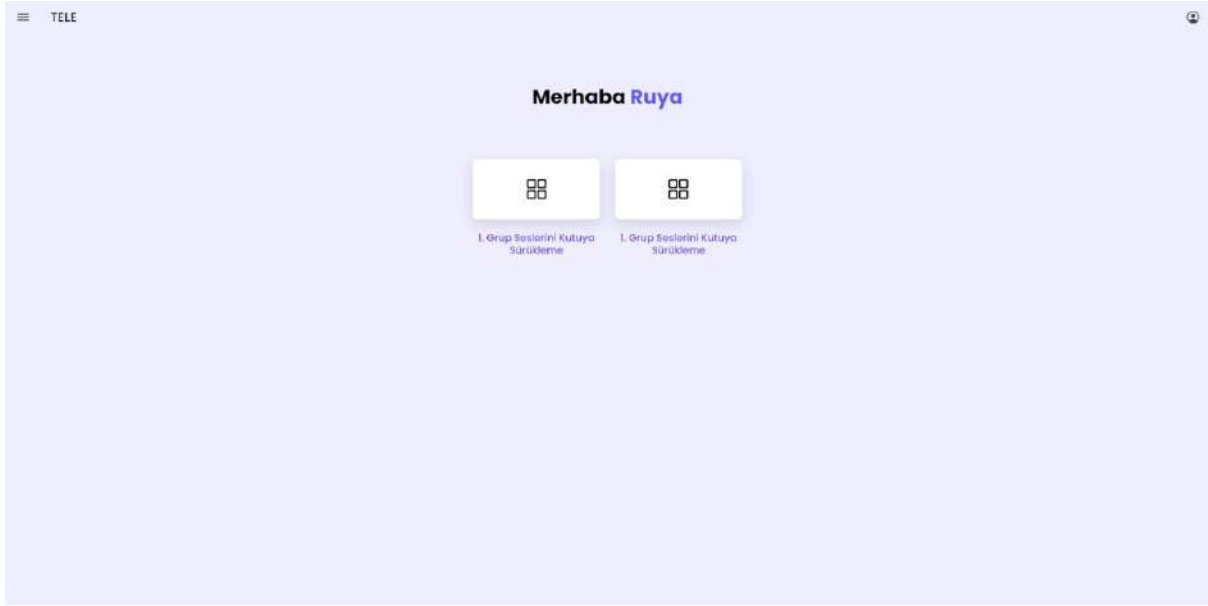 TELE
Merhaba Ruya
1. Grup Seslerini Kutuya
Sürükleme
1. Grup Seslerini Kutuya
Sürükleme